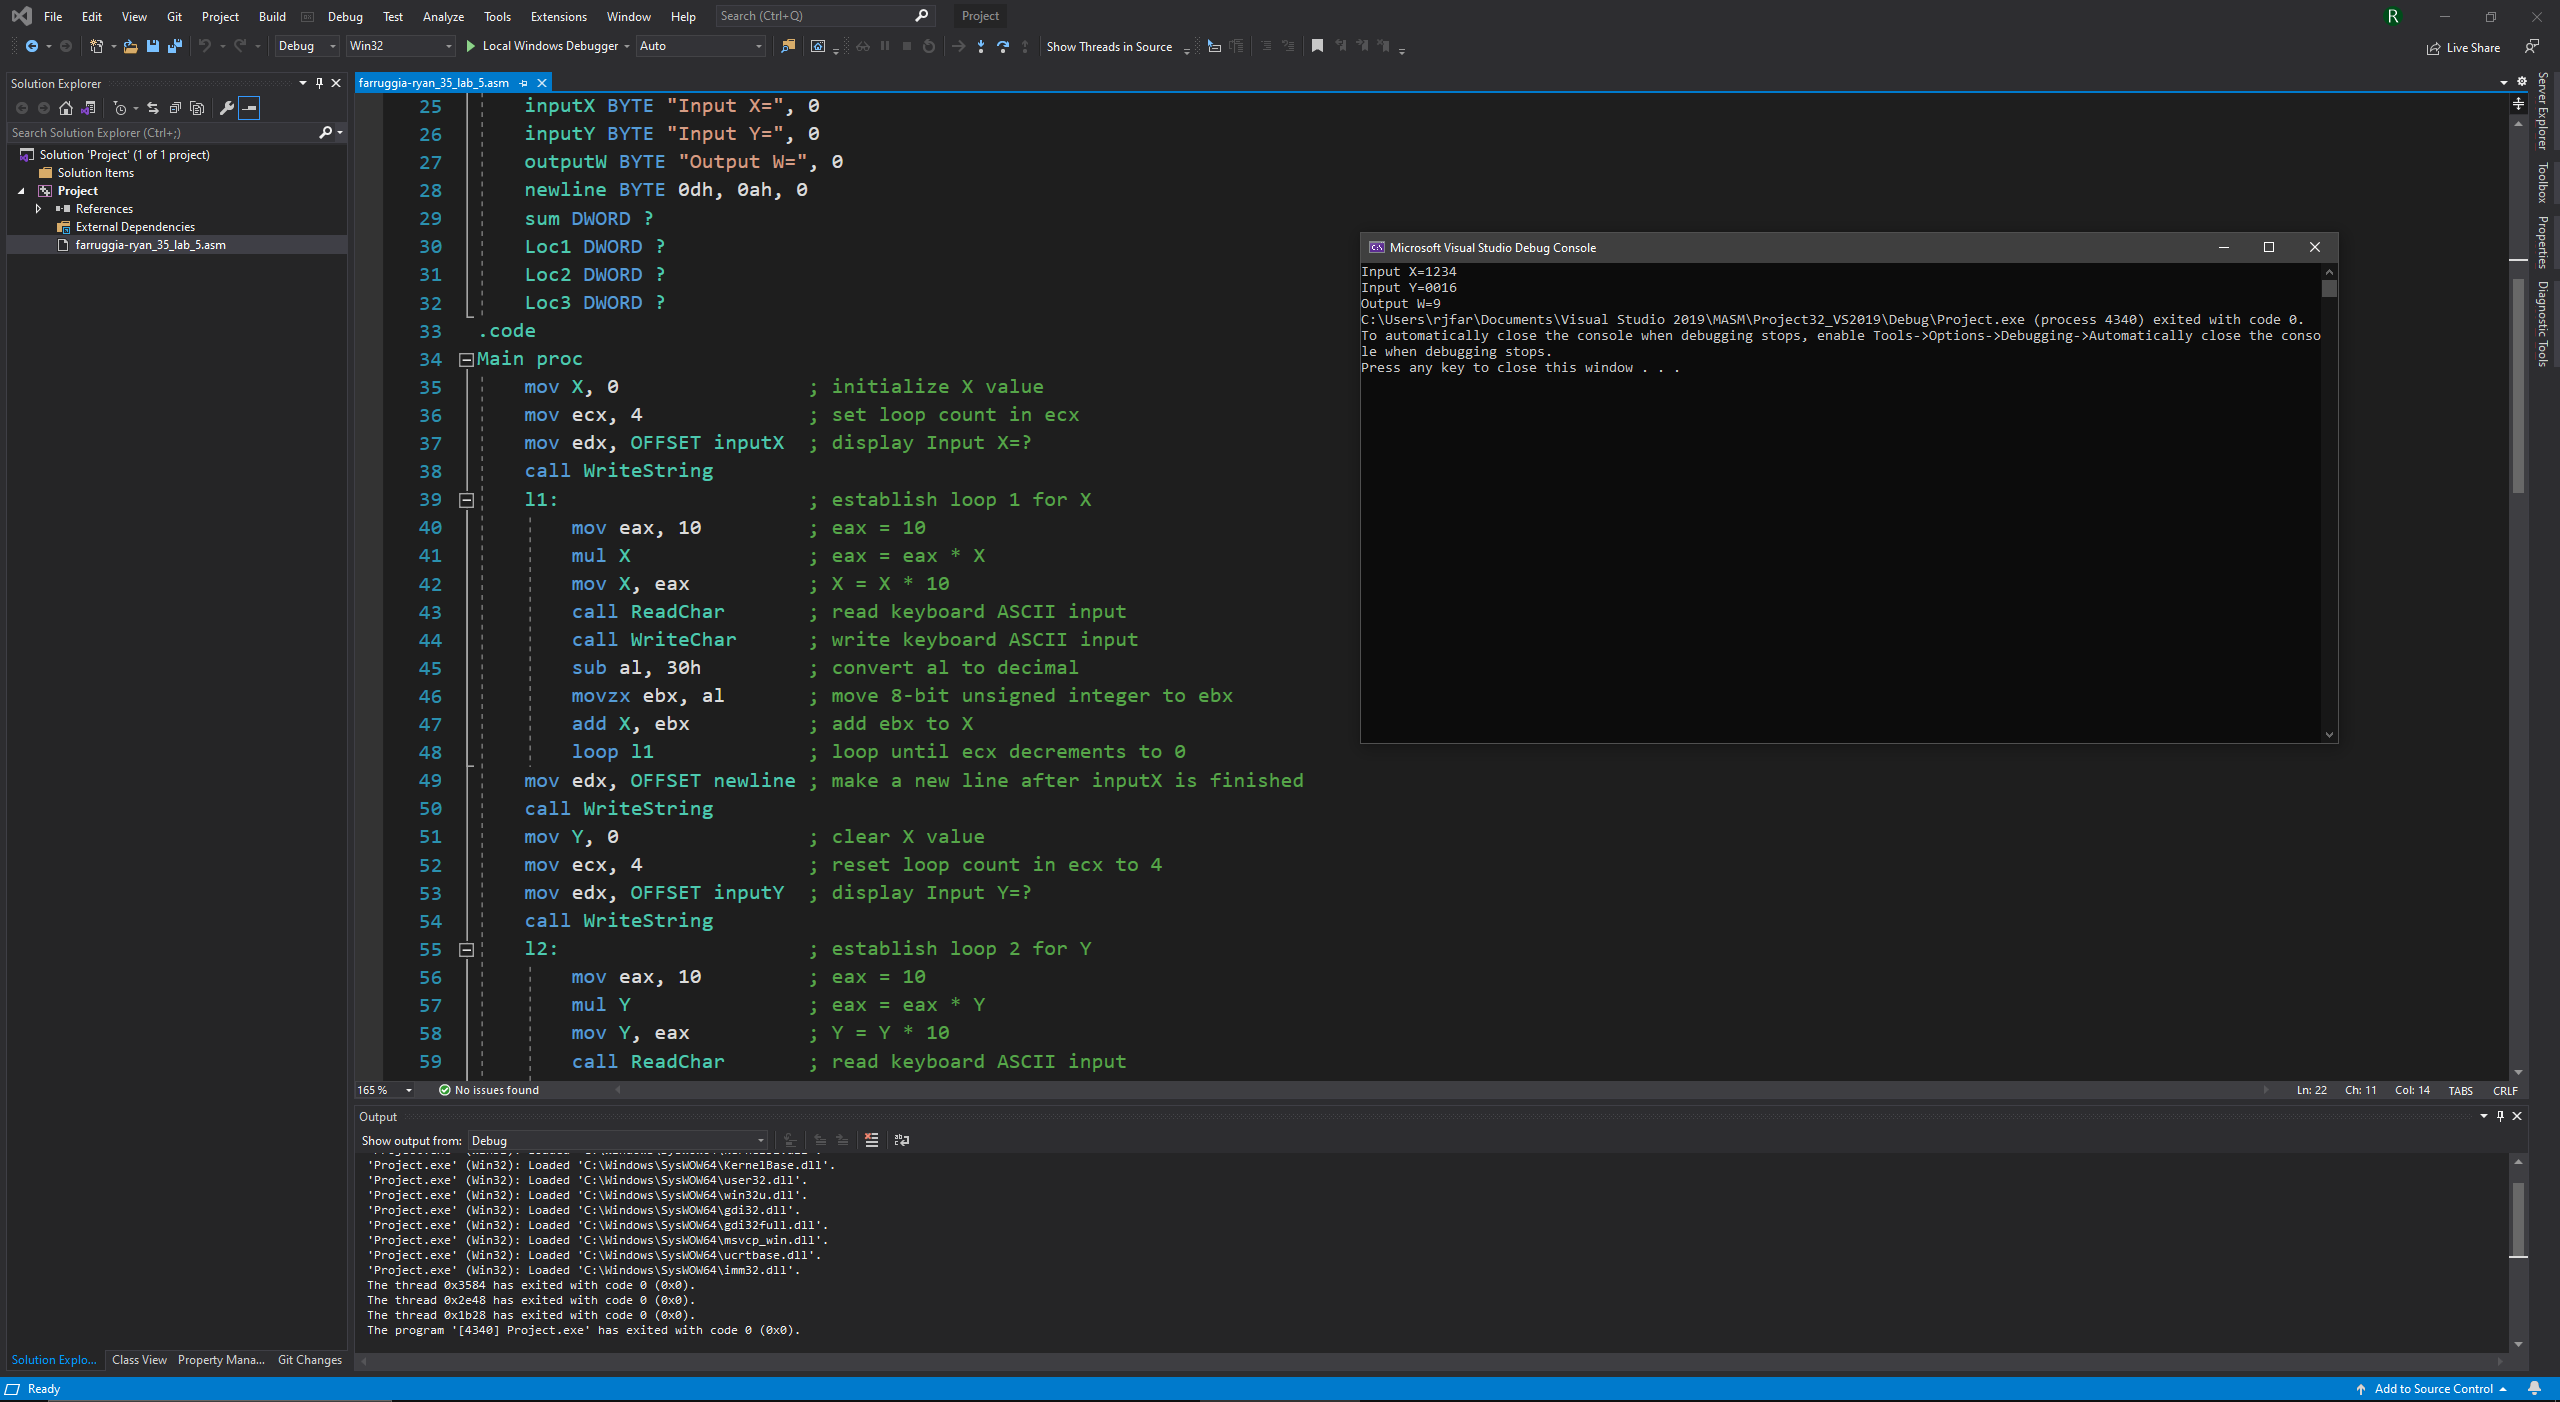 File Edit View Git Project Build Debug Test Analyze Tools Extensions Window Help Search (Ctrl+Q) Project R
Debug Win32 Local Windows Debugger Auto Show Threads in Source Live Share
Solution Explorer
Search Solution Explorer (Ctrl+;)
Solution 'Project' (1 of 1 project)
Solution Items
Project
References
External Dependencies
farruggia-ryan_35_lab_5.asm
farruggia-ryan_35_lab_5.asm
25 inputX BYTE "Input X=", 0
26 inputY BYTE "Input Y=", 0
27 outputW BYTE "Output W=", 0
28 newline BYTE 0dh, 0ah, 0
29 sum DWORD ?
30 Loc1 DWORD ?
31 Loc2 DWORD ?
32 Loc3 DWORD ?
33 .code
34 Main proc
35 mov X, 0 ; initialize X value
36 mov ecx, 4 ; set loop count in ecx
37 mov edx, OFFSET inputX ; display Input X=?
38 call WriteString
39 l1: ; establish loop 1 for X
40 mov eax, 10 ; eax = 10
41 mul X ; eax = eax * X
42 mov X, eax ; X = X * 10
43 call ReadChar ; read keyboard ASCII input
44 call WriteChar ; write keyboard ASCII input
45 sub al, 30h ; convert al to decimal
46 movzx ebx, al ; move 8-bit unsigned integer to ebx
47 add X, ebx ; add ebx to X
48 loop l1 ; loop until ecx decrements to 0
49 mov edx, OFFSET newline ; make a new line after inputX is finished
50 call WriteString
51 mov Y, 0 ; clear X value
52 mov ecx, 4 ; reset loop count in ecx to 4
53 mov edx, OFFSET inputY ; display Input Y=?
54 call WriteString
55 l2: ; establish loop 2 for Y
56 mov eax, 10 ; eax = 10
57 mul Y ; eax = eax * Y
58 mov Y, eax ; Y = Y * 10
59 call ReadChar ; read keyboard ASCII input
Microsoft Visual Studio Debug Console
Input X=1234
Input Y=0016
Output W=9
C:\Users\rjfar\Documents\Visual Studio 2019\MASM\Project32_VS2019\Debug\Project.exe (process 4340) exited with code 0.
To automatically close the console when debugging stops, enable Tools->Options->Debugging->Automatically close the conso
le when debugging stops.
Press any key to close this window . . .
Server Explorer
Toolbox
Properties
Diagnostic Tools
165 % No issues found Ln: 22 Ch: 11 Col: 14 TABS CRLF
Output
Show output from: Debug
'Project.exe' (Win32): Loaded 'C:\Windows\SysWOW64\KernelBase.dll'.
'Project.exe' (Win32): Loaded 'C:\Windows\SysWOW64\user32.dll'.
'Project.exe' (Win32): Loaded 'C:\Windows\SysWOW64\win32u.dll'.
'Project.exe' (Win32): Loaded 'C:\Windows\SysWOW64\gdi32.dll'.
'Project.exe' (Win32): Loaded 'C:\Windows\SysWOW64\gdi32full.dll'.
'Project.exe' (Win32): Loaded 'C:\Windows\SysWOW64\msvcp_win.dll'.
'Project.exe' (Win32): Loaded 'C:\Windows\SysWOW64\ucrtbase.dll'.
'Project.exe' (Win32): Loaded 'C:\Windows\SysWOW64\imm32.dll'.
The thread 0x3584 has exited with code 0 (0x0).
The thread 0x2e48 has exited with code 0 (0x0).
The thread 0x1b28 has exited with code 0 (0x0).
The program '[4340] Project.exe' has exited with code 0 (0x0).
Solution Explo... Class View Property Mana... Git Changes
Ready Add to Source Control